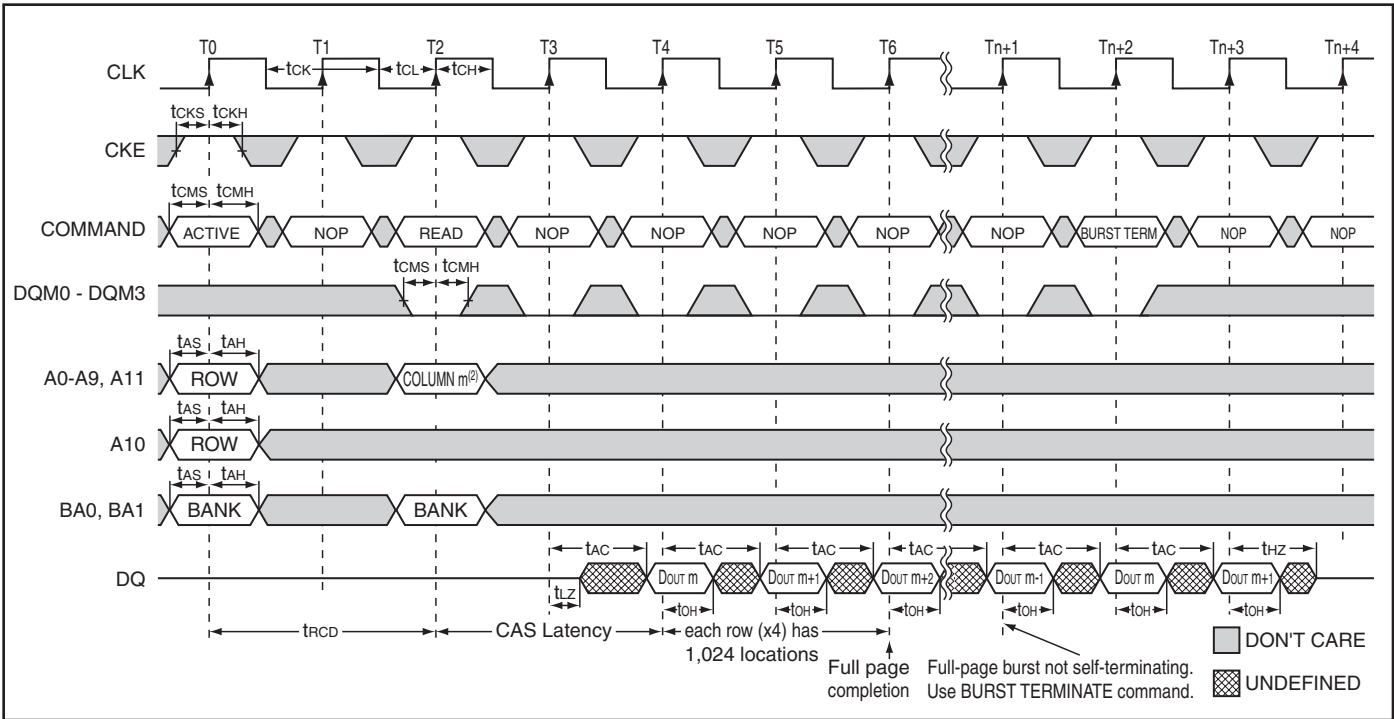 T0 T1 T2 T3 T4 T5 T6 Tn+1 Tn+2 Tn+3 Tn+4
CLK tCK tCL tCH
tCKS tCKH
CKE
tCMS tCMH
COMMAND ACTIVE NOP READ NOP NOP NOP NOP NOP BURST TERM NOP NOP
tCMS tCMH
DQM0 - DQM3
tAS tAH
A0-A9, A11 ROW COLUMN m(2)
tAS tAH
A10 ROW
tAS tAH
BA0, BA1 BANK BANK
tAC tAC tAC tAC tAC tAC tHZ
DQ DOUT m DOUT m+1 DOUT m+2 DOUT m-1 DOUT m DOUT m+1
tLZ tOH tOH tOH tOH tOH tOH
tRCD CAS Latency each row (x4) has
1,024 locations
Full page
completion
Full-page burst not self-terminating.
Use BURST TERMINATE command.
DON'T CARE
UNDEFINED